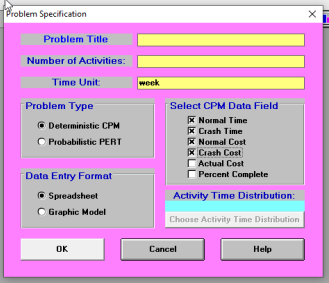 Problem Specification
Problem Title
Number of Activities:
Time Unit: week
Problem Type
Deterministic CPM
Probabilistic PERT
Select CPM Data Field
Normal Time
Crash Time
Normal Cost
Crash Cost
Actual Cost
Percent Complete
Data Entry Format
Spreadsheet
Graphic Model
Activity Time Distribution:
Choose Activity Time Distribution
OK Cancel Help